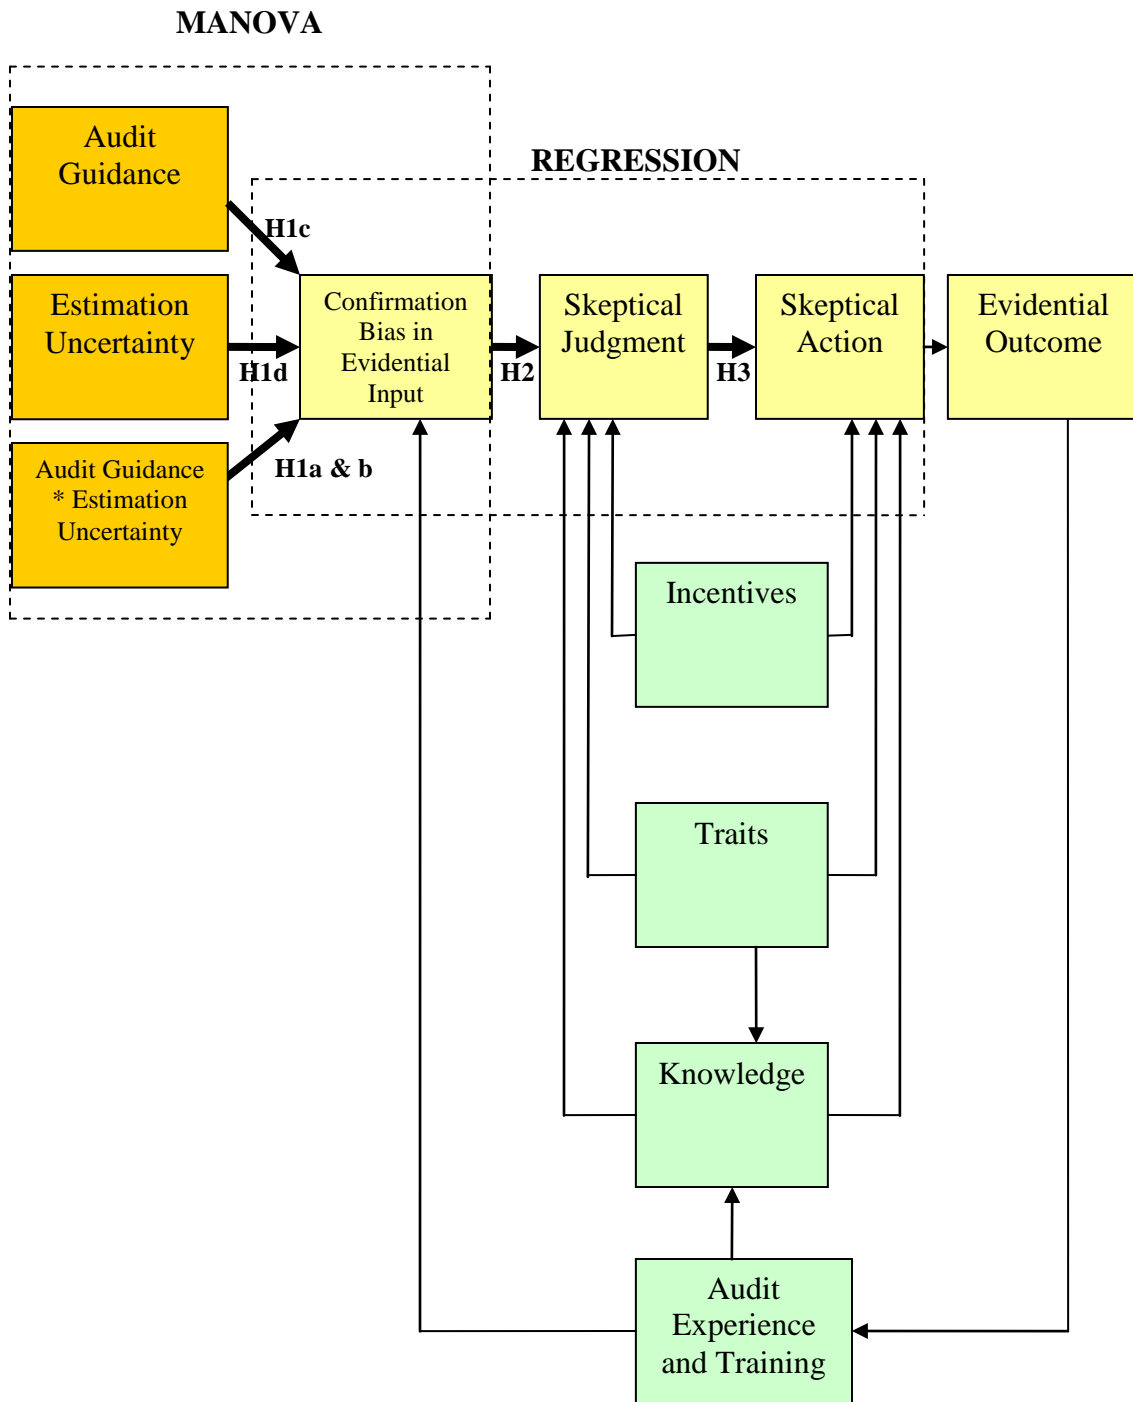 MANOVA
Audit
Guidance
REGRESSION
H1c
Estimation
Uncertainty
H1d
Confirmation
Bias in
Evidential
Input
H2
Skeptical
Judgment
H3
Skeptical
Action
Evidential
Outcome
Audit Guidance
* Estimation
Uncertainty
H1a & b
Incentives
Traits
Knowledge
Audit
Experience
and Training